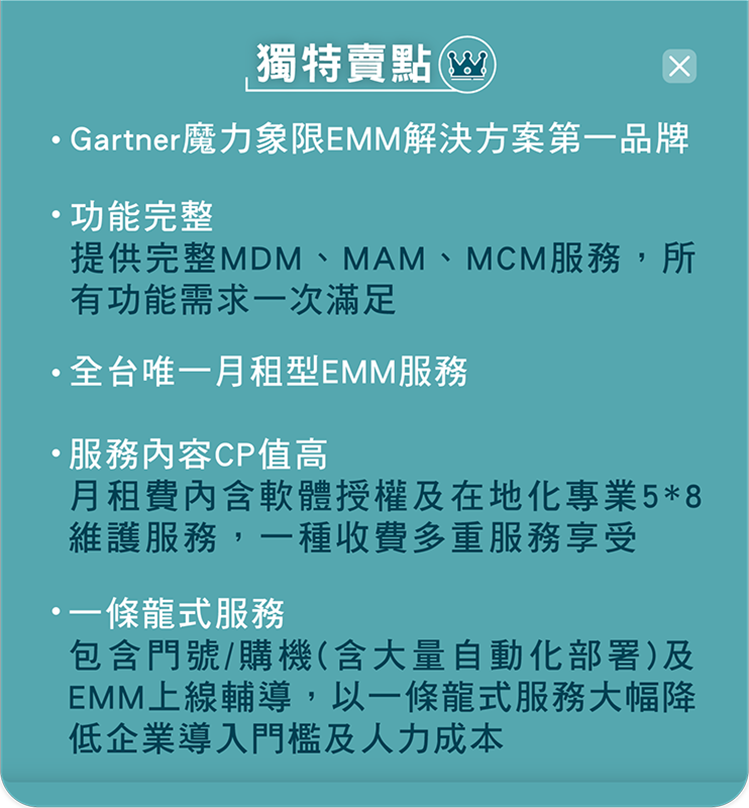 獨特賣點
• Gartner魔力象限EMM解決方案第一品牌
• 功能完整
提供完整MDM、MAM、MCM服務，所
有功能需求一次滿足
• 全台唯一月租型EMM服務
• 服務內容CP值高
月租費內含軟體授權及在地化專業5*8
維護服務，一種收費多重服務享受
• 一條龍式服務
包含門號/購機(含大量自動化部署)及
EMM上線輔導，以一條龍式服務大幅降
低企業導入門檻及人力成本